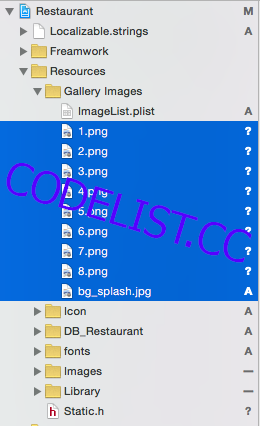 Restaurant M
Localizable.strings A
Freamwork
Resources
Gallery Images
ImageList.plist A
1.png ?
2.png ?
3.png ?
4.png ?
5.png ?
6.png ?
7.png ?
8.png ?
bg_splash.jpg A
Icon A
DB_Restaurant A
fonts A
Images —
Library —
Static.h ?
CODELIST.CC